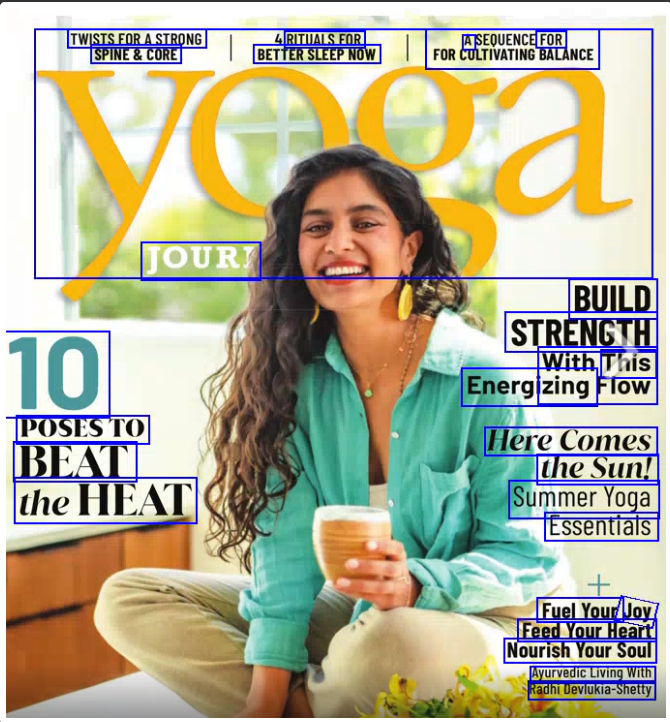 TWISTS FOR A STRONG
SPINE & CORE
4 RITUALS FOR
BETTER SLEEP NOW
A SEQUENCE FOR
FOR CULTIVATING BALANCE
yoga
JOUR
BUILD
STRENGTH
With This
Energizing Flow
10
POSES TO
BEAT
the HEAT
Here Comes
the Sun!
Summer Yoga
Essentials
+
Fuel Your Joy
Feed Your Heart
Nourish Your Soul
Ayurvedic Living With
Radhi Devlukia-Shetty